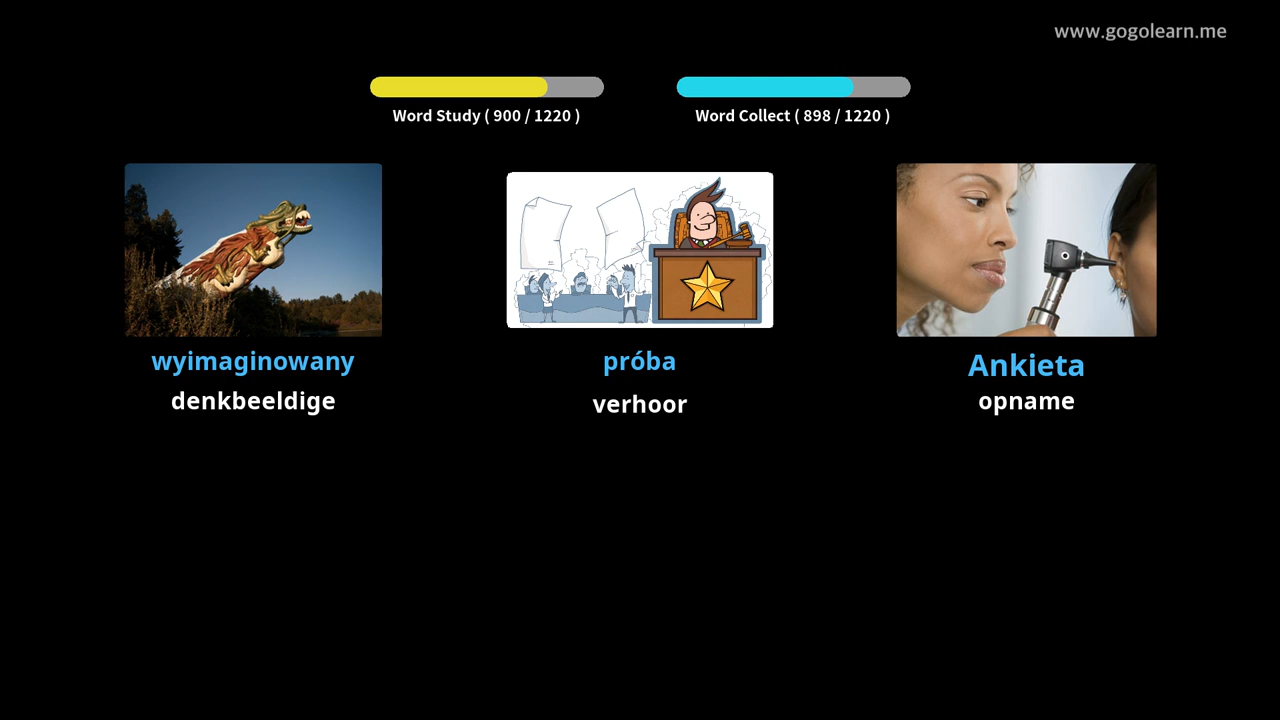 www.gogolearn.me
Word Study ( 900 / 1220 )
Word Collect ( 898 / 1220 )
wyimaginowany
próba
Ankieta
denkbeeldige
verhoor
opname